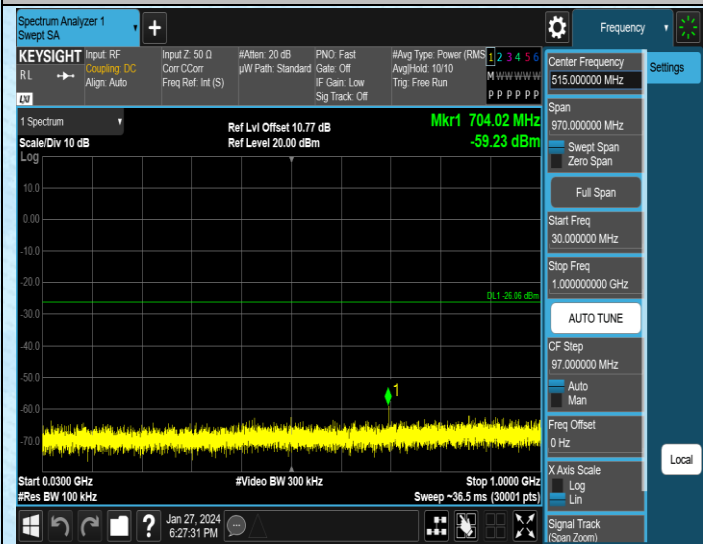 Spectrum Analyzer 1
Swept SA
+
Frequency
KEYSIGHT
RL
LXI
Input: RF
Coupling: DC
Align: Auto
Input Z: 50 Ω
Corr CCorr
Freq Ref: Int (S)
#Atten: 20 dB
µW Path: Standard
PNO: Fast
Gate: Off
IF Gain: Low
Sig Track: Off
#Avg Type: Power (RMS
Avg|Hold: 10/10
Trig: Free Run
1 2 3 4 5 6
M W W W W W
P P P P P P
1 Spectrum
Scale/Div 10 dB
Log
Ref Lvl Offset 10.77 dB
Ref Level 20.00 dBm
Mkr1 704.02 MHz
-59.23 dBm
10.0
0.00
-10.0
-20.0
DL1 -26.06 dBm
-30.0
-40.0
-50.0
1
-60.0
-70.0
Start 0.0300 GHz
#Res BW 100 kHz
#Video BW 300 kHz
Stop 1.0000 GHz
Sweep ~36.5 ms (30001 pts)
?
Jan 27, 2024
6:27:31 PM
Center Frequency
515.000000 MHz
Span
970.000000 MHz
Swept Span
Zero Span
Full Span
Start Freq
30.000000 MHz
Stop Freq
1.000000000 GHz
AUTO TUNE
CF Step
97.000000 MHz
Auto
Man
Freq Offset
0 Hz
X Axis Scale
Log
Lin
Signal Track
(Span Zoom)
Settings
Local